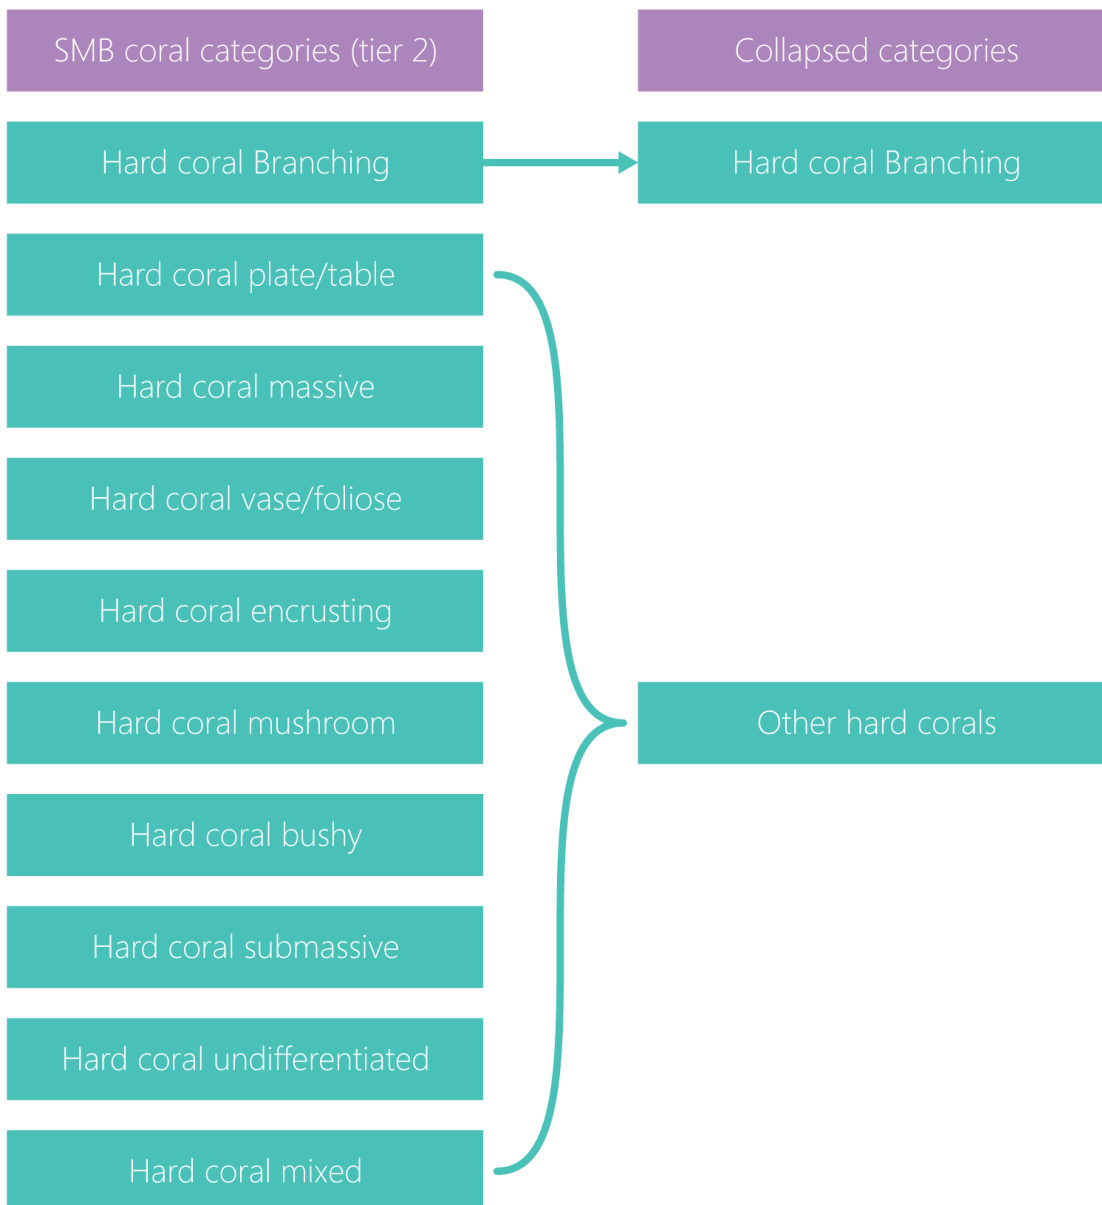 SMB coral categories (tier 2)
Collapsed categories
Hard coral Branching
Hard coral Branching
Hard coral plate/table
Hard coral massive
Hard coral vase/foliose
Hard coral encrusting
Hard coral mushroom
Other hard corals
Hard coral bushy
Hard coral submassive
Hard coral undifferentiated
Hard coral mixed